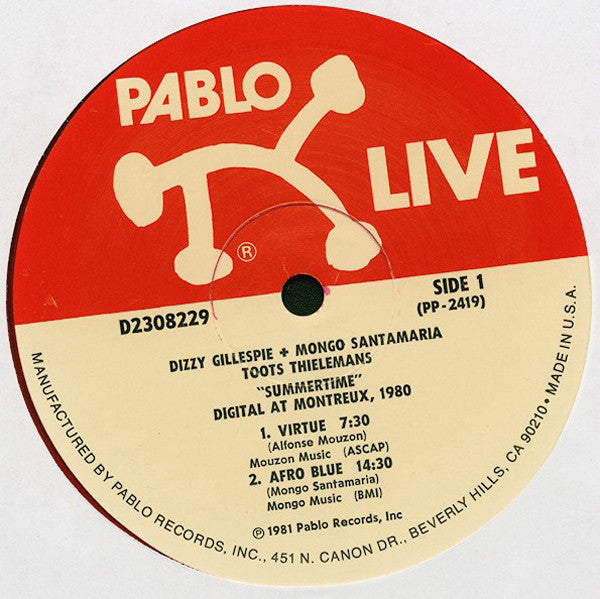 PABLO
LIVE
®
D2308229
SIDE 1
(PP-2419)
DIZZY GILLESPIE + MONGO SANTAMARIA
TOOTS THIELEMANS
"SUMMERTIME"
DIGITAL AT MONTREUX, 1980
1. VIRTUE 7:30
(Alfonse Mouzon)
Mouzon Music (ASCAP)
2. AFRO BLUE 14:30
(Mongo Santamaria)
Mongo Music (BMI)
℗ 1981 Pablo Records, Inc
MANUFACTURED BY PABLO RECORDS, INC., 451 N. CANON DR., BEVERLY HILLS, CA 90210 • MADE IN U.S.A.